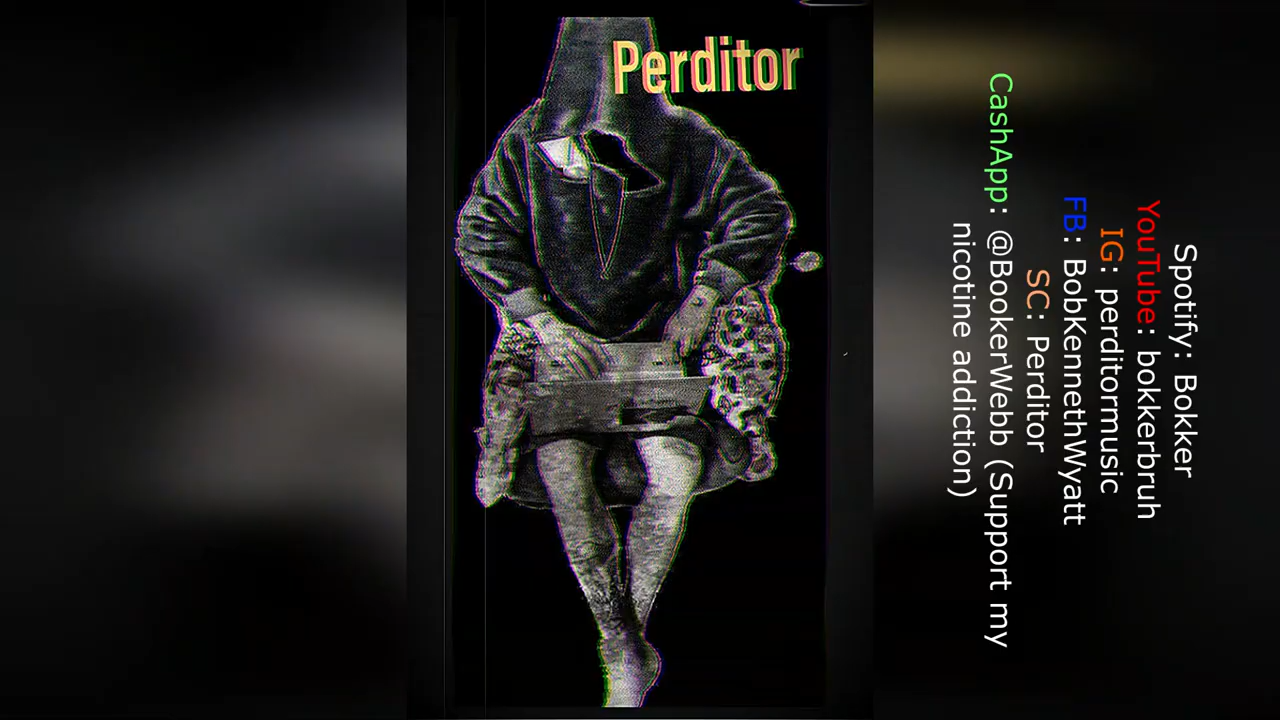 Perditor
Spotify: Bokker
YouTube: bokkerbruh
IG: perditormusic
FB: BobKennethWyatt
SC: Perditor
CashApp: @BookerWebb (Support my
nicotine addiction)